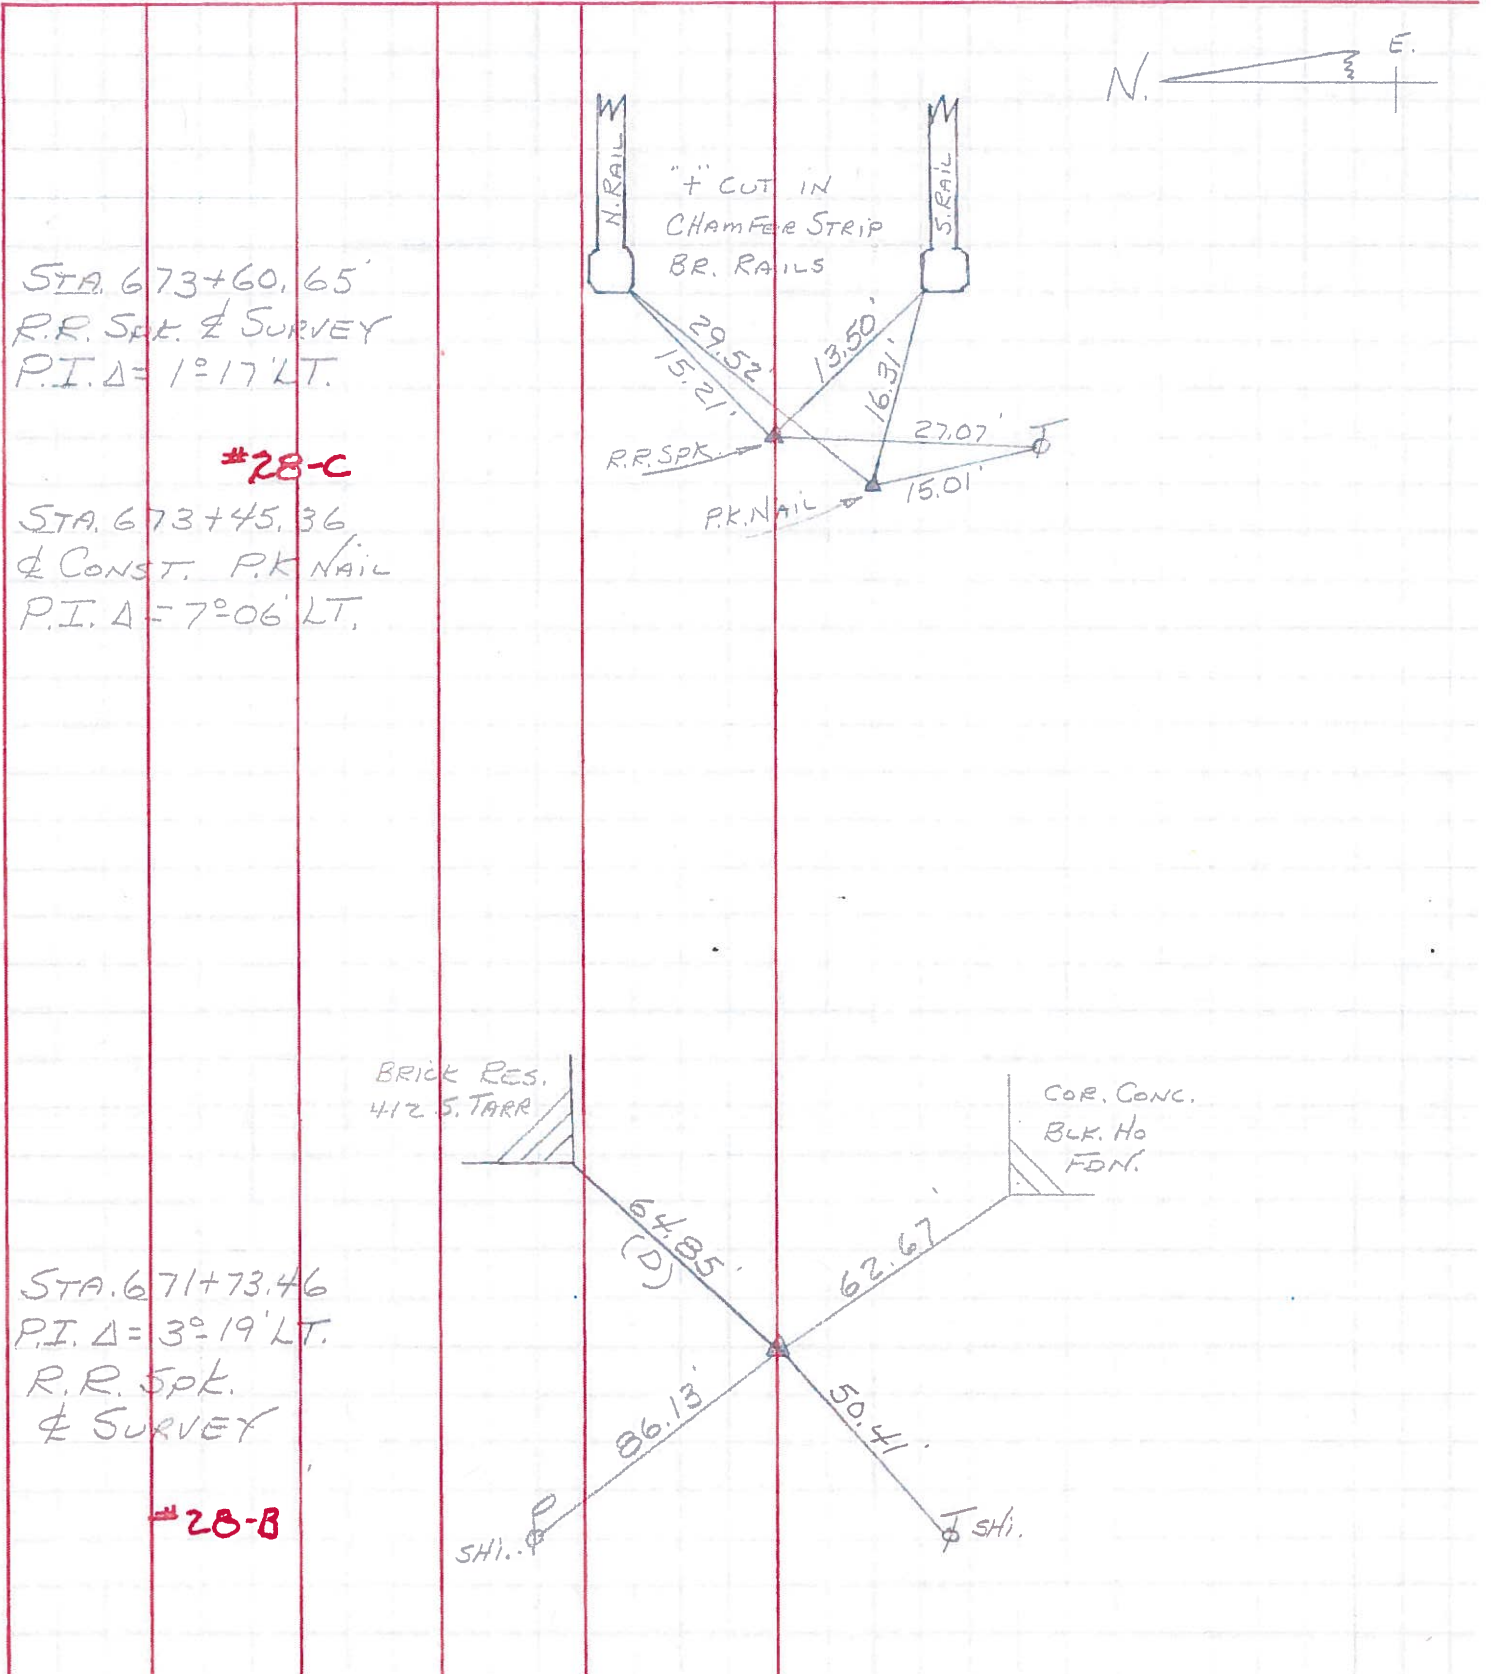 N.
E.
N. RAIL
S. RAIL
"+" CUT IN
CHAMFER STRIP
BR. RAILS
STA. 673+60.65'
R.R. SPK. ₵ SURVEY
P.I. Δ= 1°17' LT.
29.52'
15.21'
13.50'
16.31'
27.07'
15.01'
R.R. SPK.
P.K. NAIL
#28-C
STA. 673+45.36
₵ CONST. P.K NAIL
P.I. Δ = 7°06' LT.
BRICK RES.
412 S. TARR
COR. CONC.
BLK. HO
FDN.
64.85'
(D)
62.67'
STA. 671+73.46
P.I. Δ= 3°19' LT.
R.R. SPK.
₵ SURVEY
86.13'
50.41'
#28-B
SHI.
SHI.